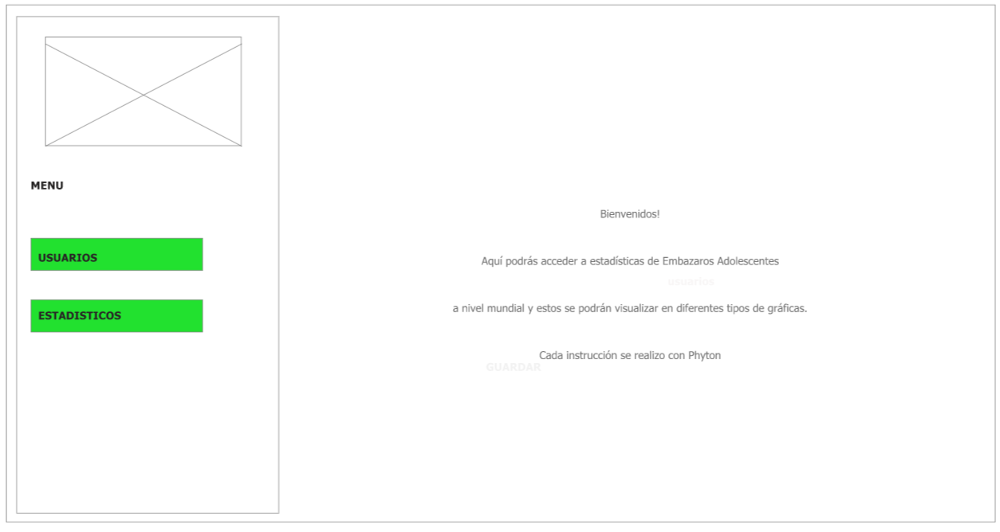 MENU
USUARIOS
ESTADISTICOS
Bienvenidos!
Aquí podrás acceder a estadísticas de Embazaros Adolescentes
usuarios
a nivel mundial y estos se podrán visualizar en diferentes tipos de gráficas.
Cada instrucción se realizo con Phyton
GUARDAR